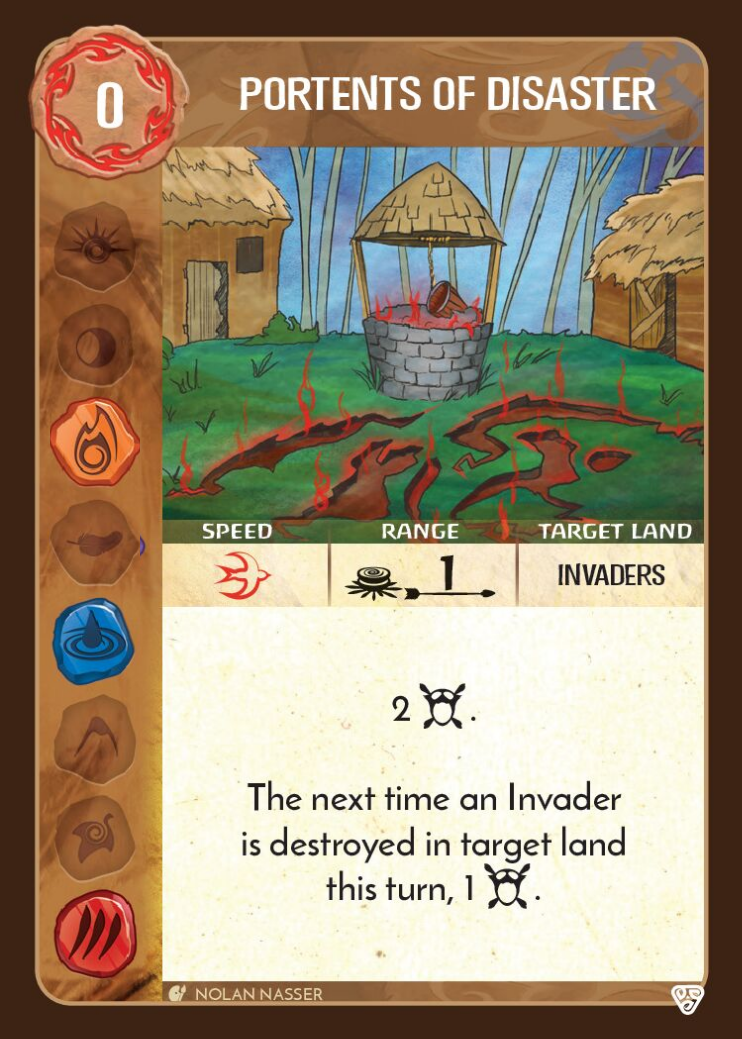 0
PORTENTS OF DISASTER
SPEED RANGE TARGET LAND
1 INVADERS
2 .
The next time an Invader
is destroyed in target land
this turn, 1 .
NOLAN NASSER